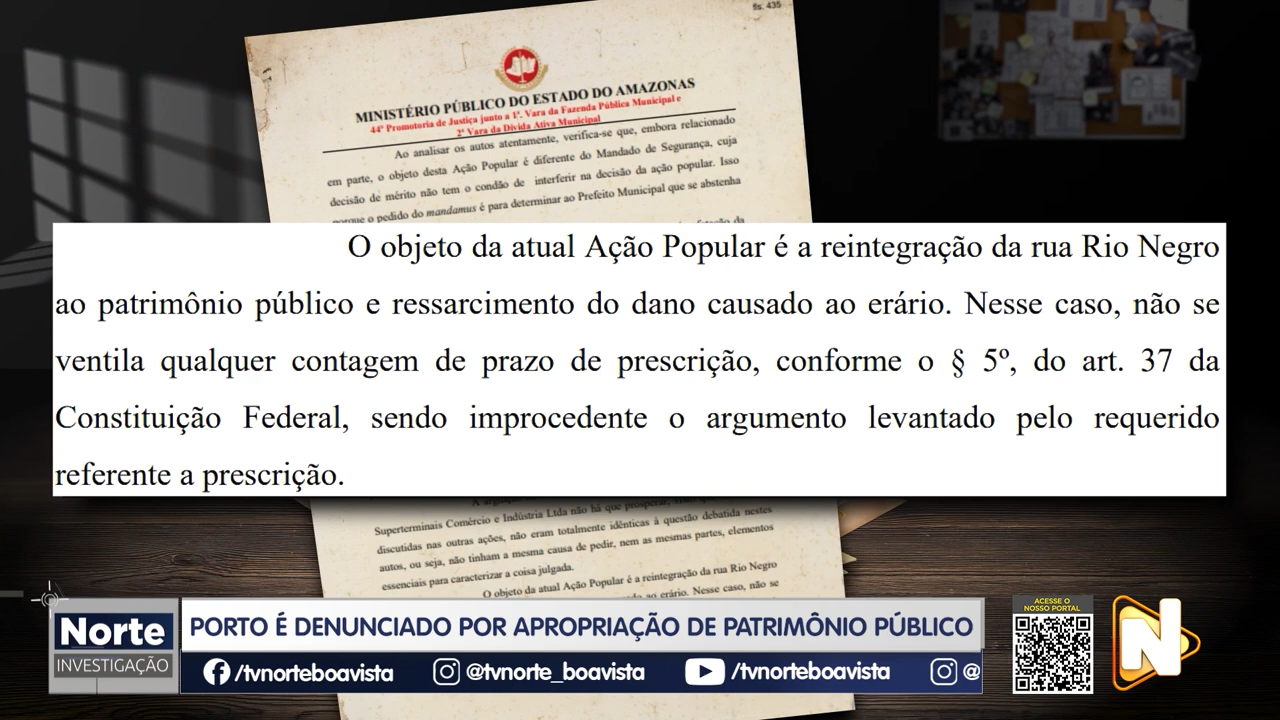 fls. 435
MINISTÉRIO PÚBLICO DO ESTADO DO AMAZONAS
44ª Promotoria de Justiça junto a 1ª. Vara da Fazenda Pública Municipal e
2ª Vara da Dívida Ativa Municipal
Ao analisar os autos atentamente, verifica-se que, embora relacionado
em parte, o objeto desta Ação Popular é diferente do Mandado de Segurança, cuja
decisão de mérito não tem o condão de interferir na decisão da ação popular. Isso
porque o pedido do mandamus é para determinar ao Prefeito Municipal que se abstenha
O objeto da atual Ação Popular é a reintegração da rua Rio Negro
ao patrimônio público e ressarcimento do dano causado ao erário. Nesse caso, não se
ventila qualquer contagem de prazo de prescrição, conforme o § 5º, do art. 37 da
Constituição Federal, sendo improcedente o argumento levantado pelo requerido
referente a prescrição.
Superterminais Comércio e Indústria Ltda não há que prosperar,
discutidas nas outras ações, não eram totalmente idênticas à questão debatida nestes
autos, ou seja, não tinham a mesma causa de pedir, nem as mesmas partes, elementos
essenciais para caracterizar a coisa julgada.
O objeto da atual Ação Popular é a reintegração da rua Rio Negro
ao erário. Nesse caso, não se
Norte
INVESTIGAÇÃO
PORTO É DENUNCIADO POR APROPRIAÇÃO DE PATRIMÔNIO PÚBLICO
/tvnorteboavista @tvnorte_boavista /tvnorteboavista @
ACESSE O
NOSSO PORTAL
N